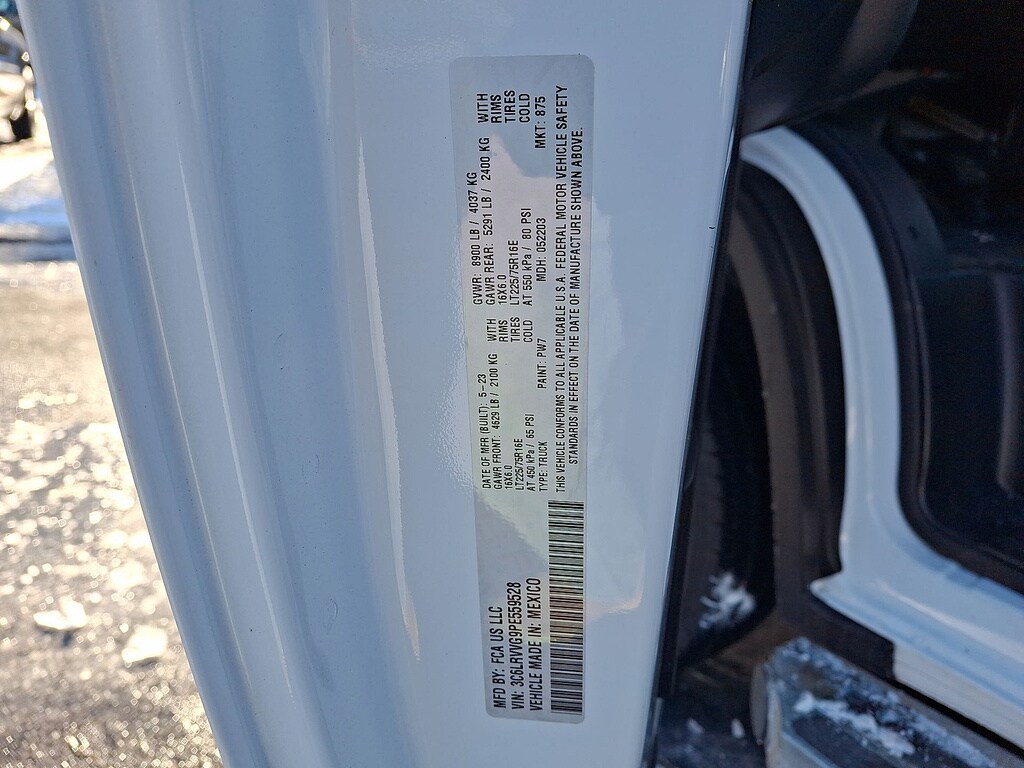 MFD BY: FCA US LLC
VIN: 3C6LRVVG9PE559528
VEHICLE MADE IN: MEXICO
DATE OF MFR (BUILT): 5-23
GAWR FRONT: 4629 LB / 2100 KG WITH
16X6.0 RIMS
LT225/75R16E TIRES
AT 450 kPa / 65 PSI COLD
TYPE: TRUCK PAINT: PW7
GVWR: 8900 LB / 4037 KG
GAWR REAR: 5291 LB / 2400 KG WITH
16X6.0 RIMS
LT225/75R16E TIRES
AT 550 kPa / 80 PSI COLD
MDH: 052203 MKT: 875
THIS VEHICLE CONFORMS TO ALL APPLICABLE U.S.A. FEDERAL MOTOR VEHICLE SAFETY
STANDARDS IN EFFECT ON THE DATE OF MANUFACTURE SHOWN ABOVE.